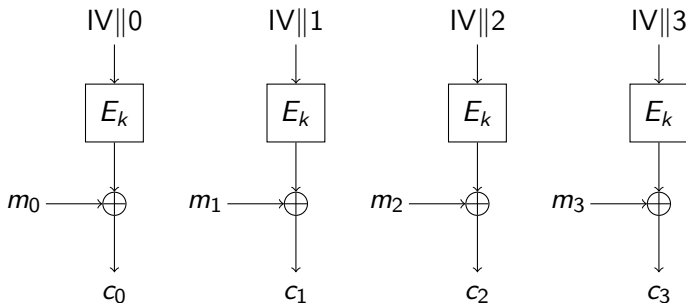 IV||0 IV||1 IV||2 IV||3
E_k E_k E_k E_k
m_0 m_1 m_2 m_3
c_0 c_1 c_2 c_3